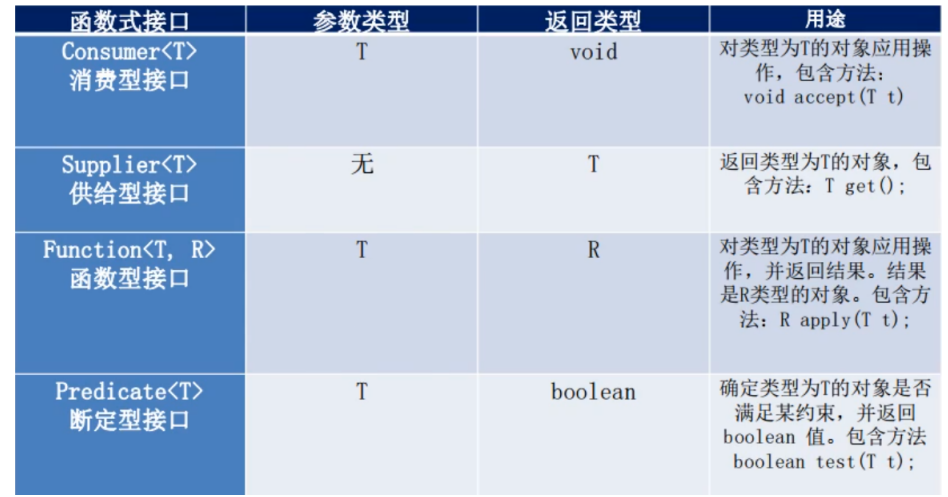 函数式接口 参数类型 返回类型 用途
Consumer<T>
消费型接口
T
void
对类型为T的对象应用操
作，包含方法：
void accept(T t)
Supplier<T>
供给型接口
无
T
返回类型为T的对象，包
含方法：T get();
Function<T, R>
函数型接口
T
R
对类型为T的对象应用操
作，并返回结果。结果
是R类型的对象。包含方
法：R apply(T t);
Predicate<T>
断定型接口
T
boolean
确定类型为T的对象是否
满足某约束，并返回
boolean 值。包含方法
boolean test(T t);